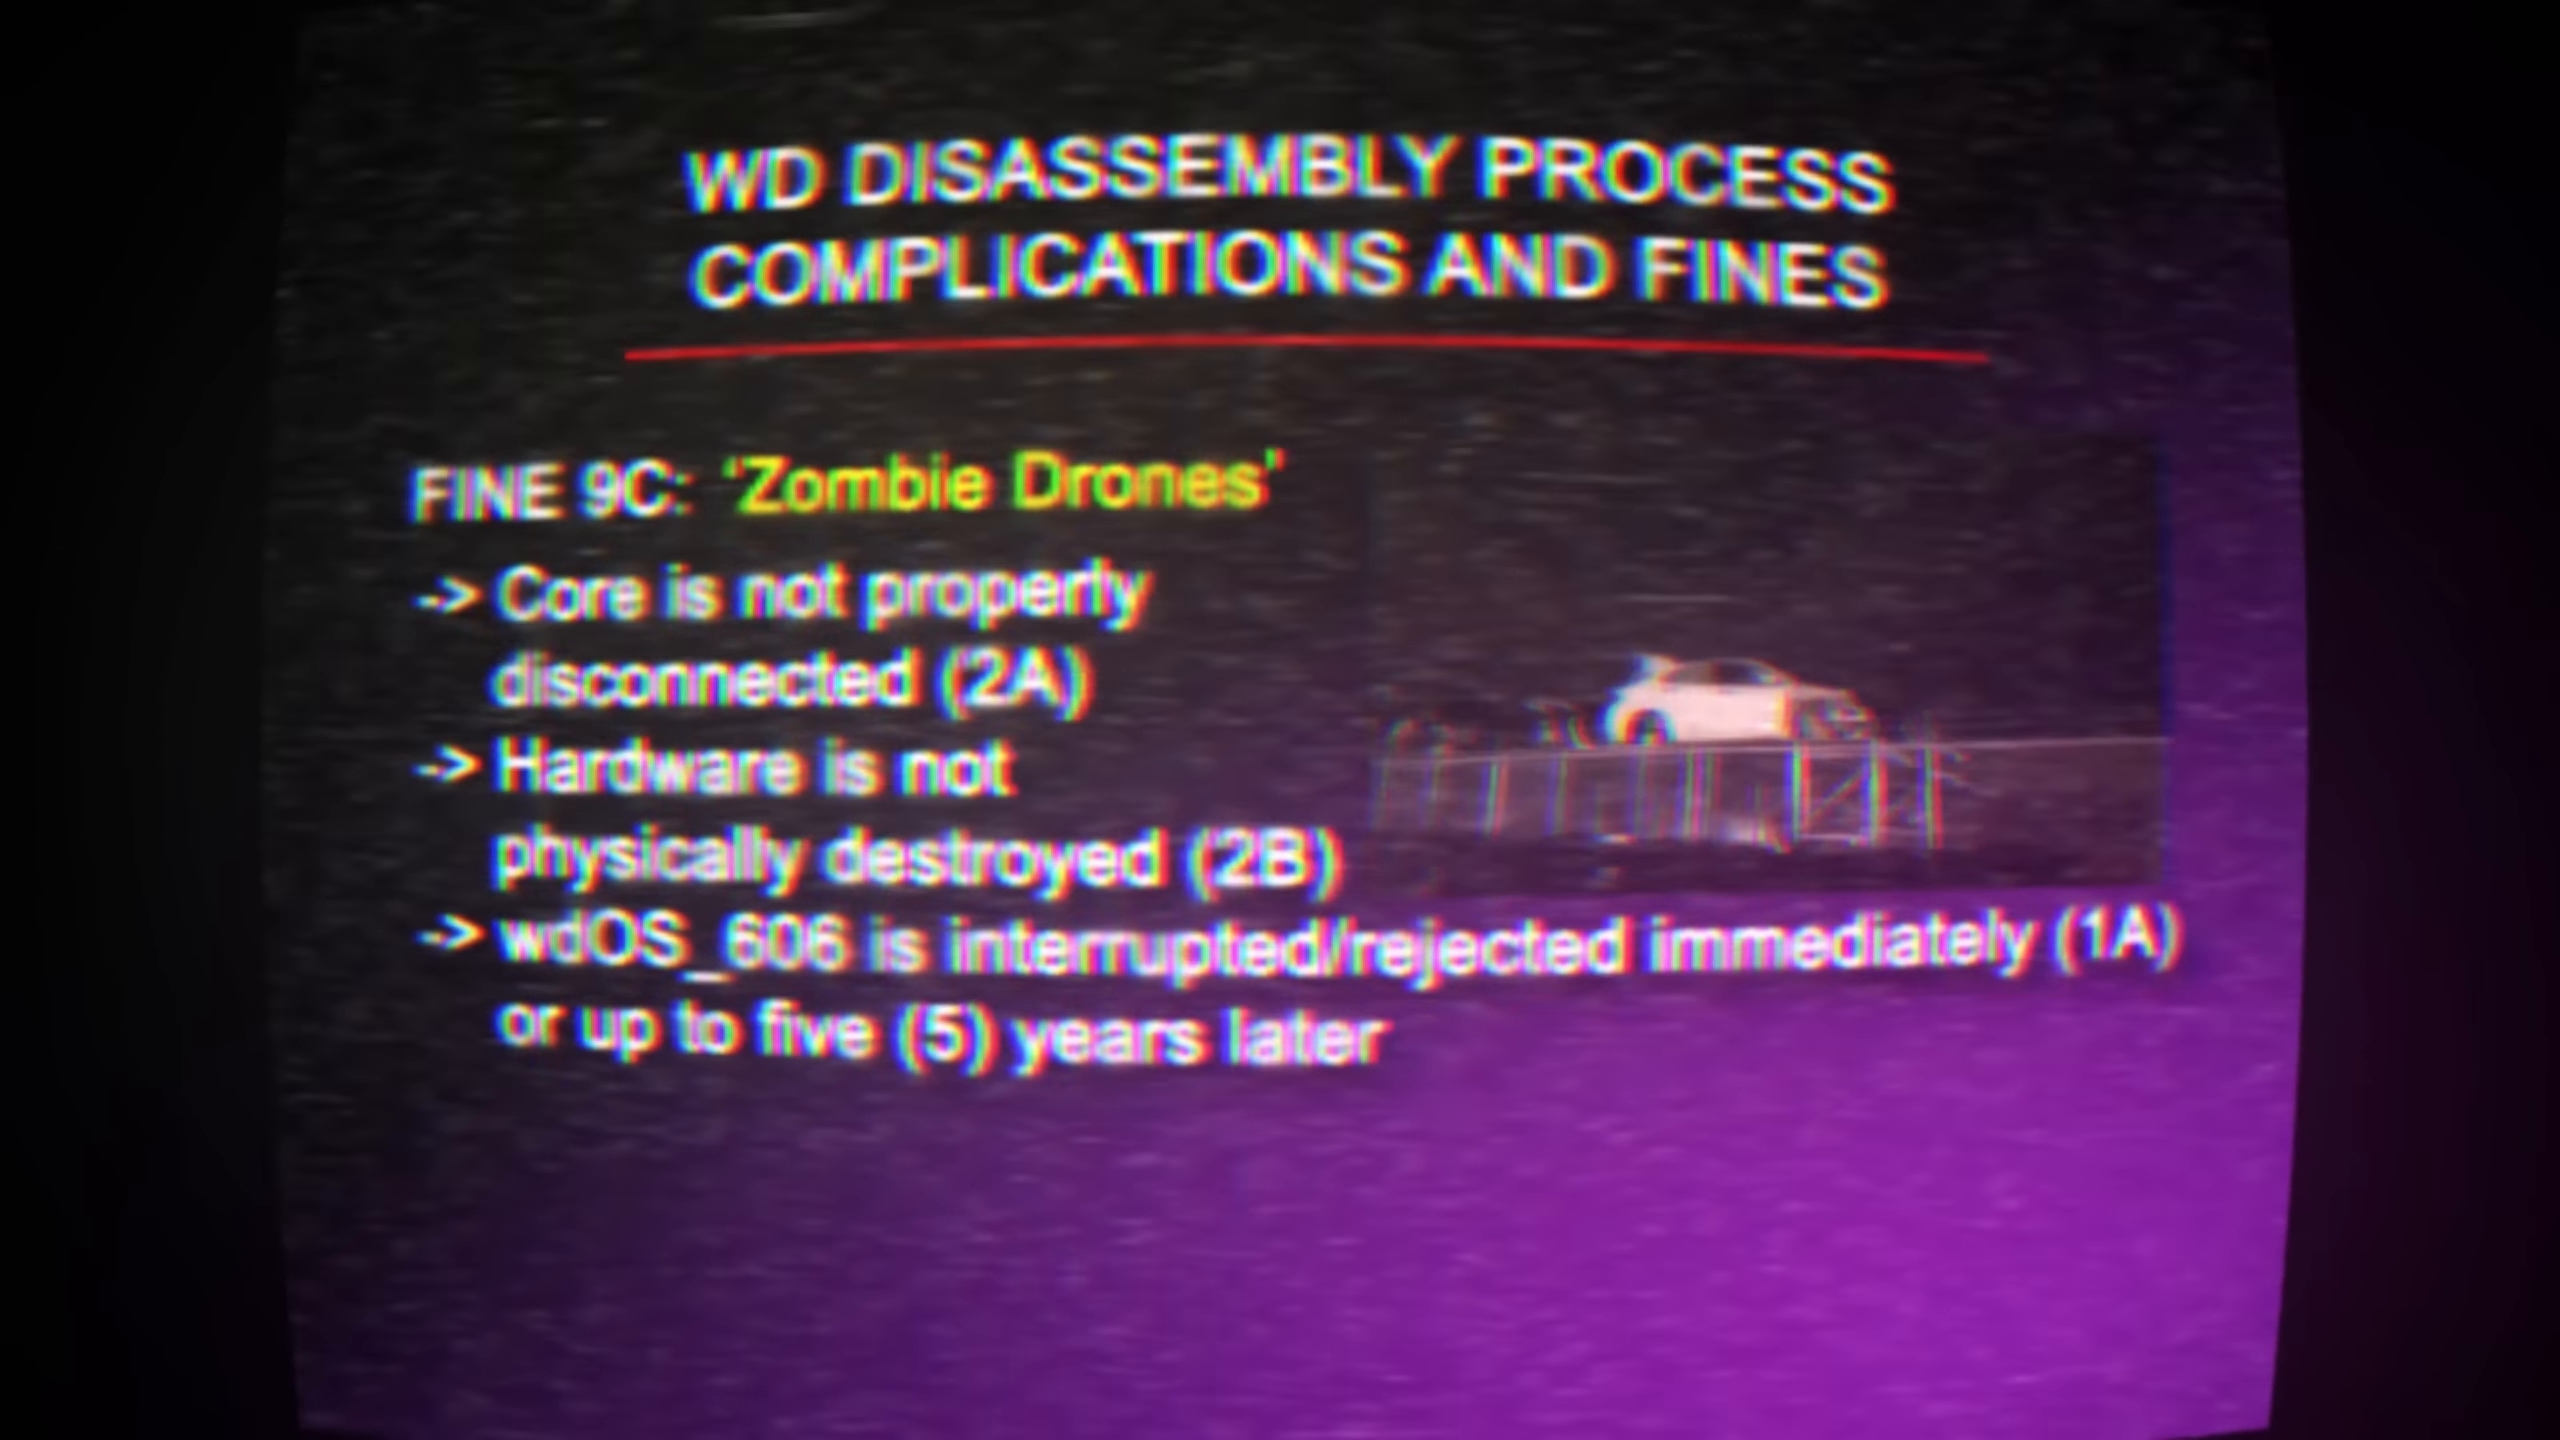 WD DISASSEMBLY PROCESS
COMPLICATIONS AND FINES
FINE 9C: 'Zombie Drones'
-> Core is not properly
disconnected (2A)
-> Hardware is not
physically destroyed (2B)
-> wdOS_606 is interrupted/rejected immediately (1A)
or up to five (5) years later